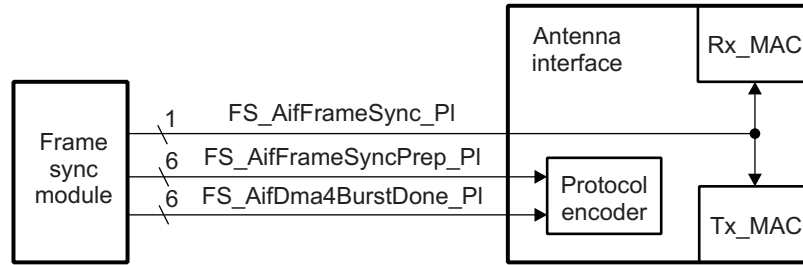 Antenna
interface
Rx_MAC
Frame
sync
module
1
FS_AifFrameSync_Pl
6
FS_AifFrameSyncPrep_Pl
6
FS_AifDma4BurstDone_Pl
Protocol
encoder
Tx_MAC